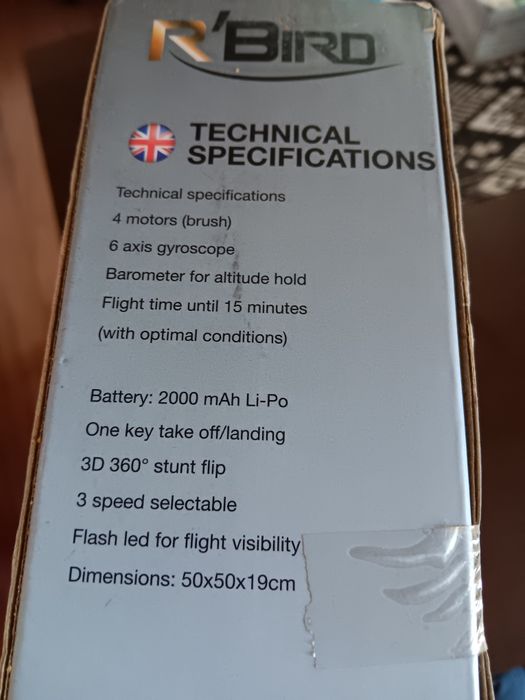 R'BIRD
TECHNICAL
SPECIFICATIONS
Technical specifications
4 motors (brush)
6 axis gyroscope
Barometer for altitude hold
Flight time until 15 minutes
(with optimal conditions)
Battery: 2000 mAh Li-Po
One key take off/landing
3D 360° stunt flip
3 speed selectable
Flash led for flight visibility
Dimensions: 50x50x19cm